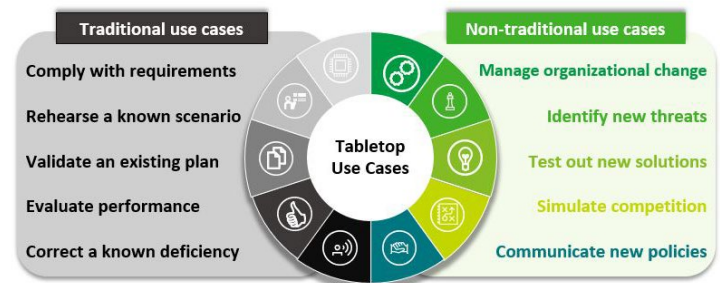 Traditional use cases
Comply with requirements
Rehearse a known scenario
Validate an existing plan
Evaluate performance
Correct a known deficiency
Tabletop
Use Cases
Non-traditional use cases
Manage organizational change
Identify new threats
Test out new solutions
Simulate competition
Communicate new policies